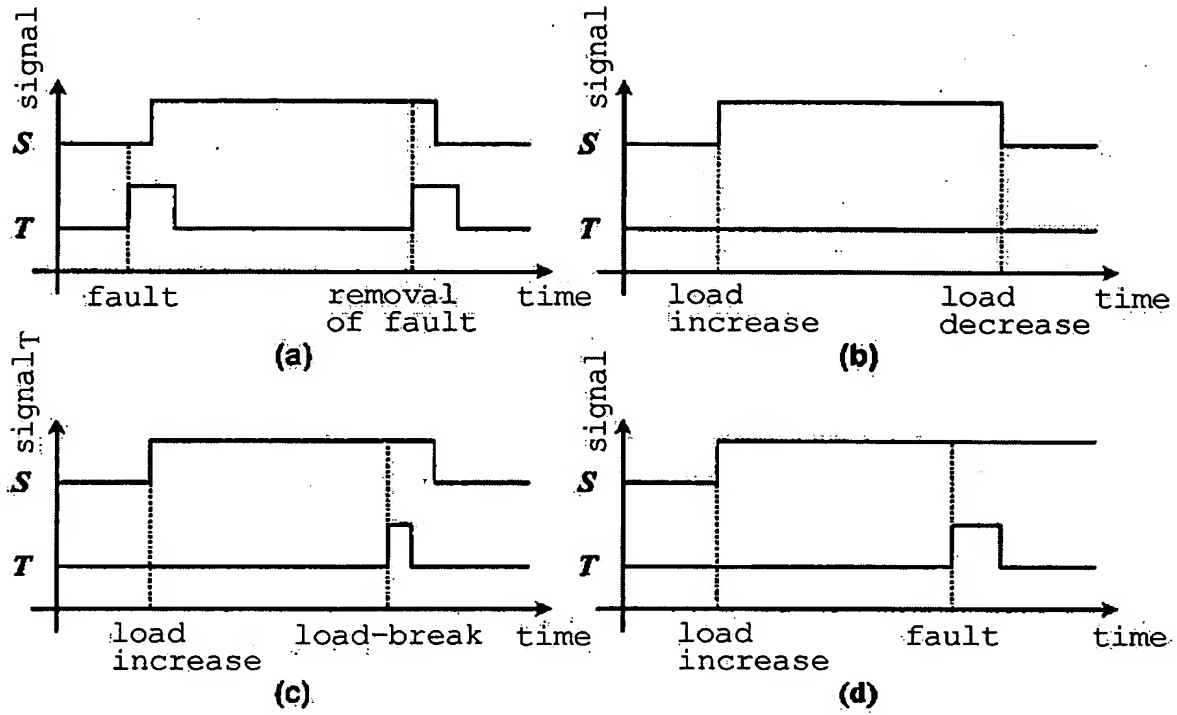 signal
S
T
fault
removal
of fault
time
(a)
signal
S
T
load
increase
load
decrease
time
(b)
signalT
S
T
load
increase
load-break
time
(c)
signal
S
T
load
increase
fault
time
(d)